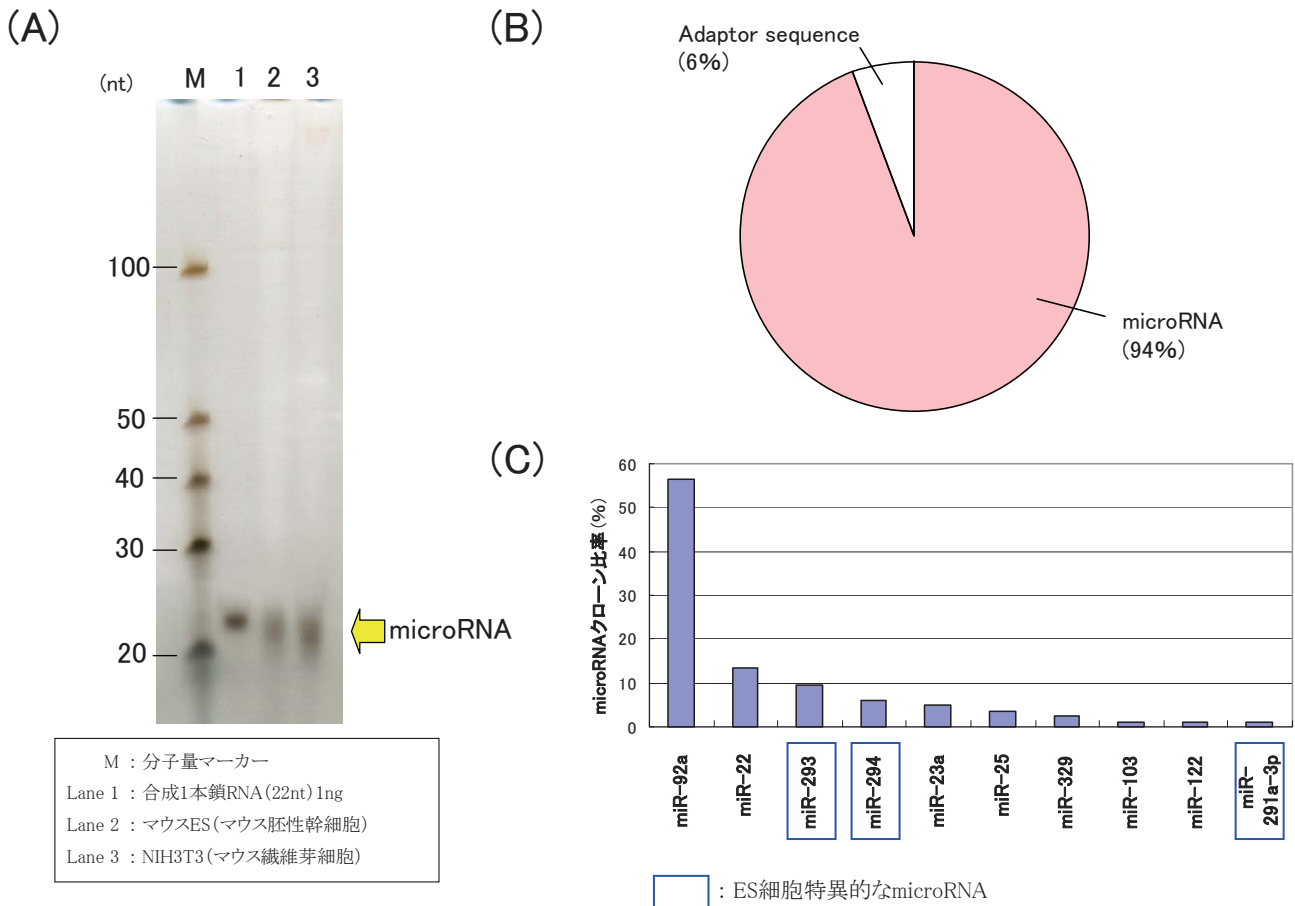 (A)
(nt) M 1 2 3
100
50
40
30
20
microRNA
M : 分子量マーカー
Lane 1 : 合成1本鎖RNA(22nt)1ng
Lane 2 : マウスES(マウス胚性幹細胞)
Lane 3 : NIH3T3(マウス繊維芽細胞)
(B)
Adaptor sequence
(6%)
microRNA
(94%)
(C)
microRNAクローン比率(%)
60
50
40
30
20
10
0
miR-92a
miR-22
miR-293
miR-294
miR-23a
miR-25
miR-329
miR-103
miR-122
miR-
291a-3p
: ES細胞特異的なmicroRNA